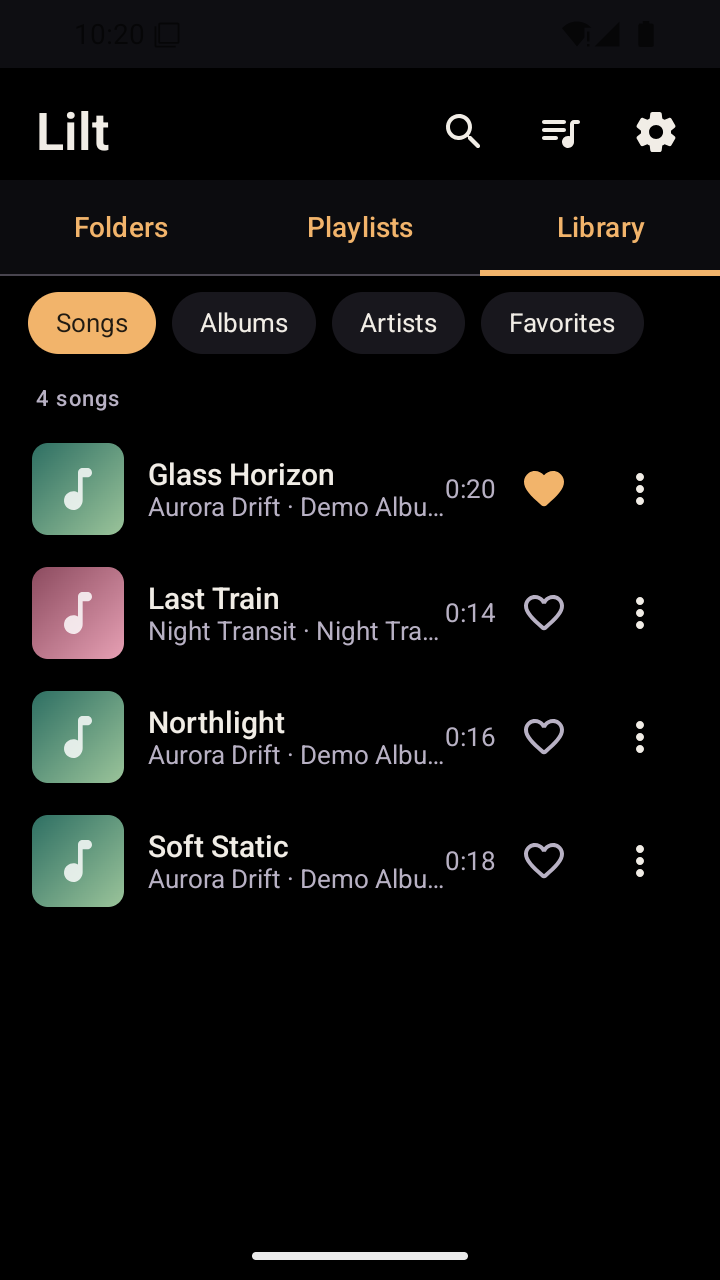 10:20
Lilt
Folders Playlists Library
Songs Albums Artists Favorites
4 songs
Glass Horizon
Aurora Drift · Demo Albu… 0:20
Last Train
Night Transit · Night Tra… 0:14
Northlight
Aurora Drift · Demo Albu… 0:16
Soft Static
Aurora Drift · Demo Albu… 0:18